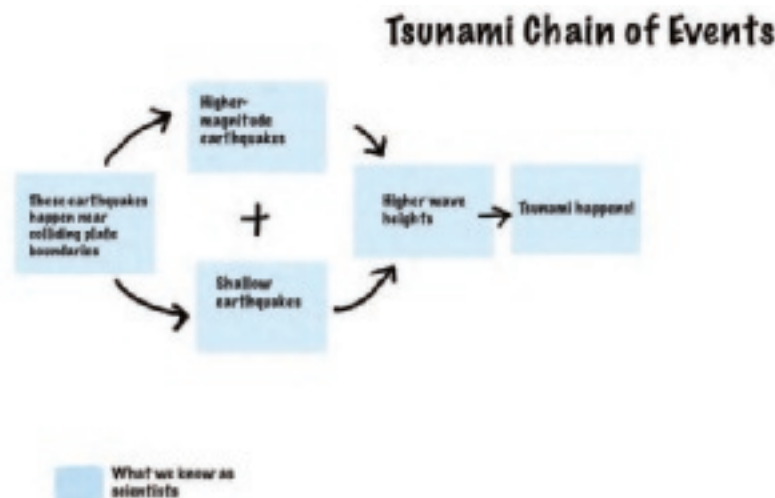 Tsunami Chain of Events
Higher-
magnitude
earthquakes
These earthquakes
happen near
colliding plate
boundaries
+
Higher wave
heights
Tsunami happens!
Shallow
earthquakes
What we know as
scientists